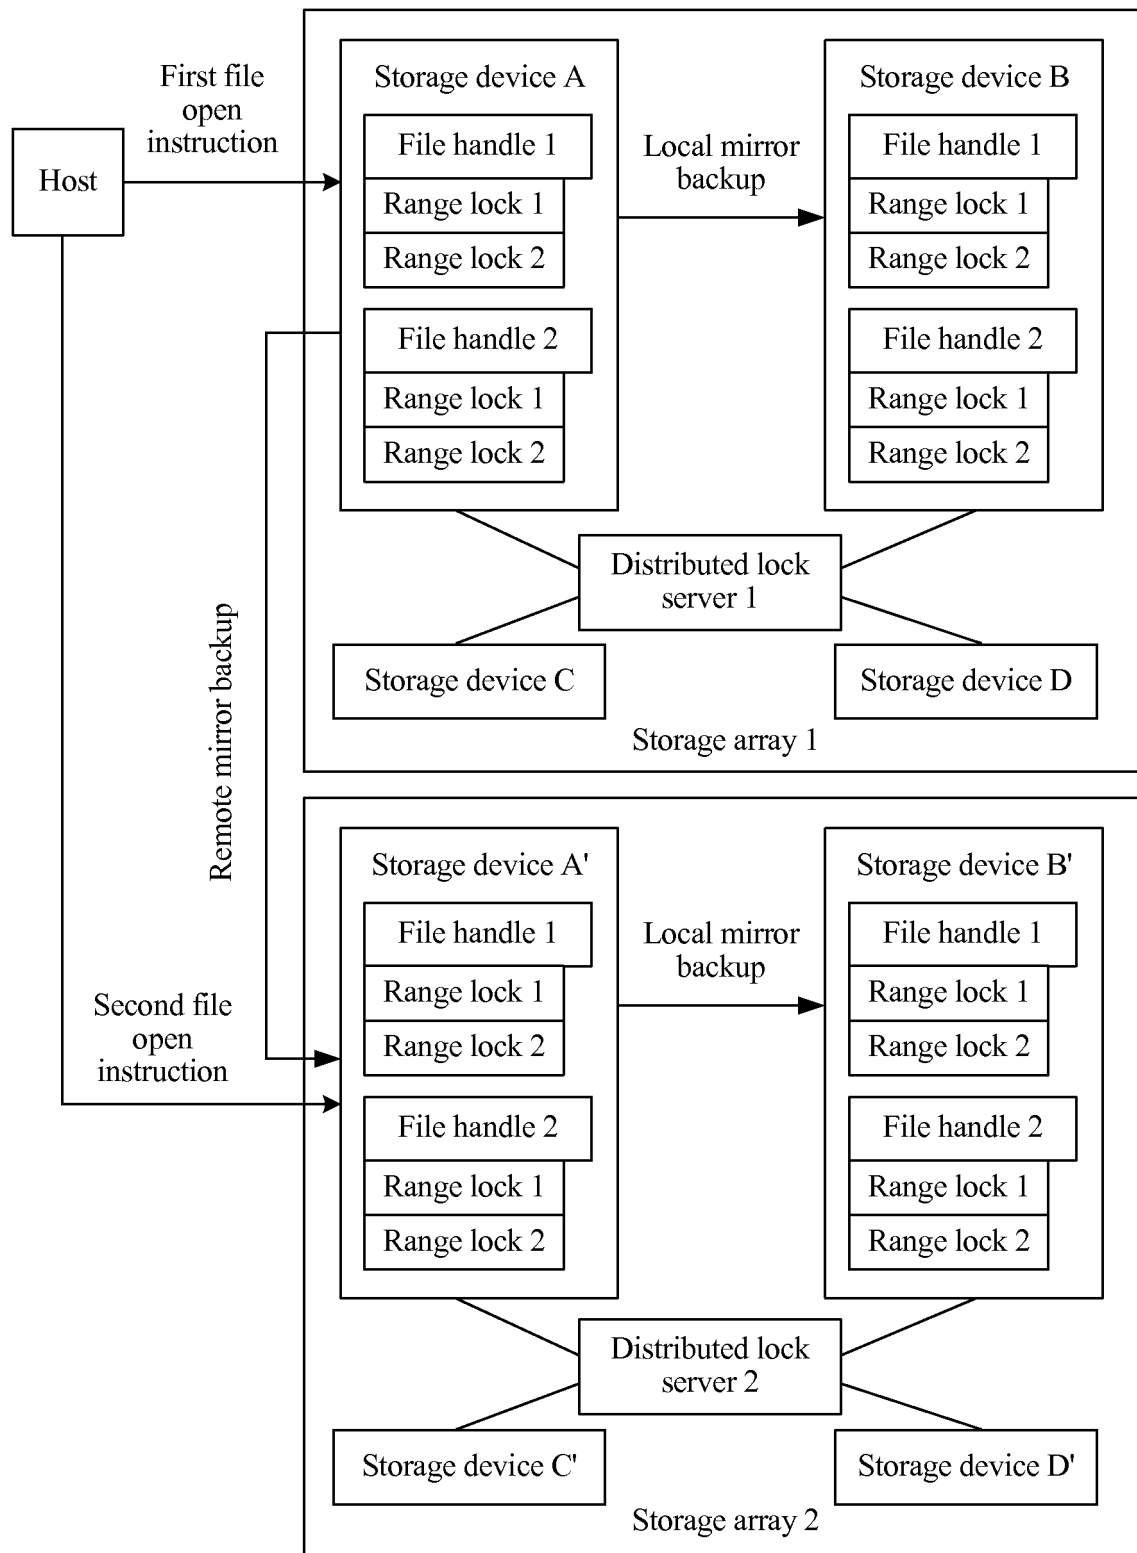 First file
open
instruction
Host
Storage device A
File handle 1
Range lock 1
Range lock 2
File handle 2
Range lock 1
Range lock 2
Local mirror
backup
Storage device B
File handle 1
Range lock 1
Range lock 2
File handle 2
Range lock 1
Range lock 2
Distributed lock
server 1
Storage device C
Storage device D
Storage array 1
Remote mirror backup
Second file
open
instruction
Storage device A'
File handle 1
Range lock 1
Range lock 2
File handle 2
Range lock 1
Range lock 2
Local mirror
backup
Storage device B'
File handle 1
Range lock 1
Range lock 2
File handle 2
Range lock 1
Range lock 2
Distributed lock
server 2
Storage device C'
Storage device D'
Storage array 2